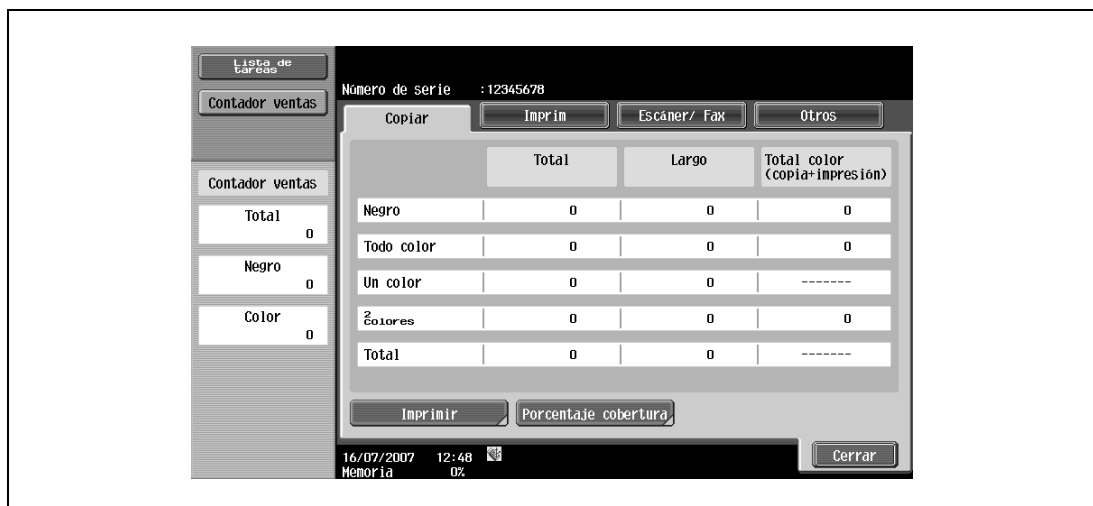 Lista de
tareas
Contador ventas
Contador ventas
Total
0
Negro
0
Color
0
Número de serie :12345678
Copiar Imprim Escáner/ Fax Otros
Total Largo Total color
(copia+impresión)
Negro 0 0 0
Todo color 0 0 0
Un color 0 0 -------
2
colores 0 0 0
Total 0 0 -------
Imprimir Porcentaje cobertura
16/07/2007 12:48
Memoria 0%
Cerrar